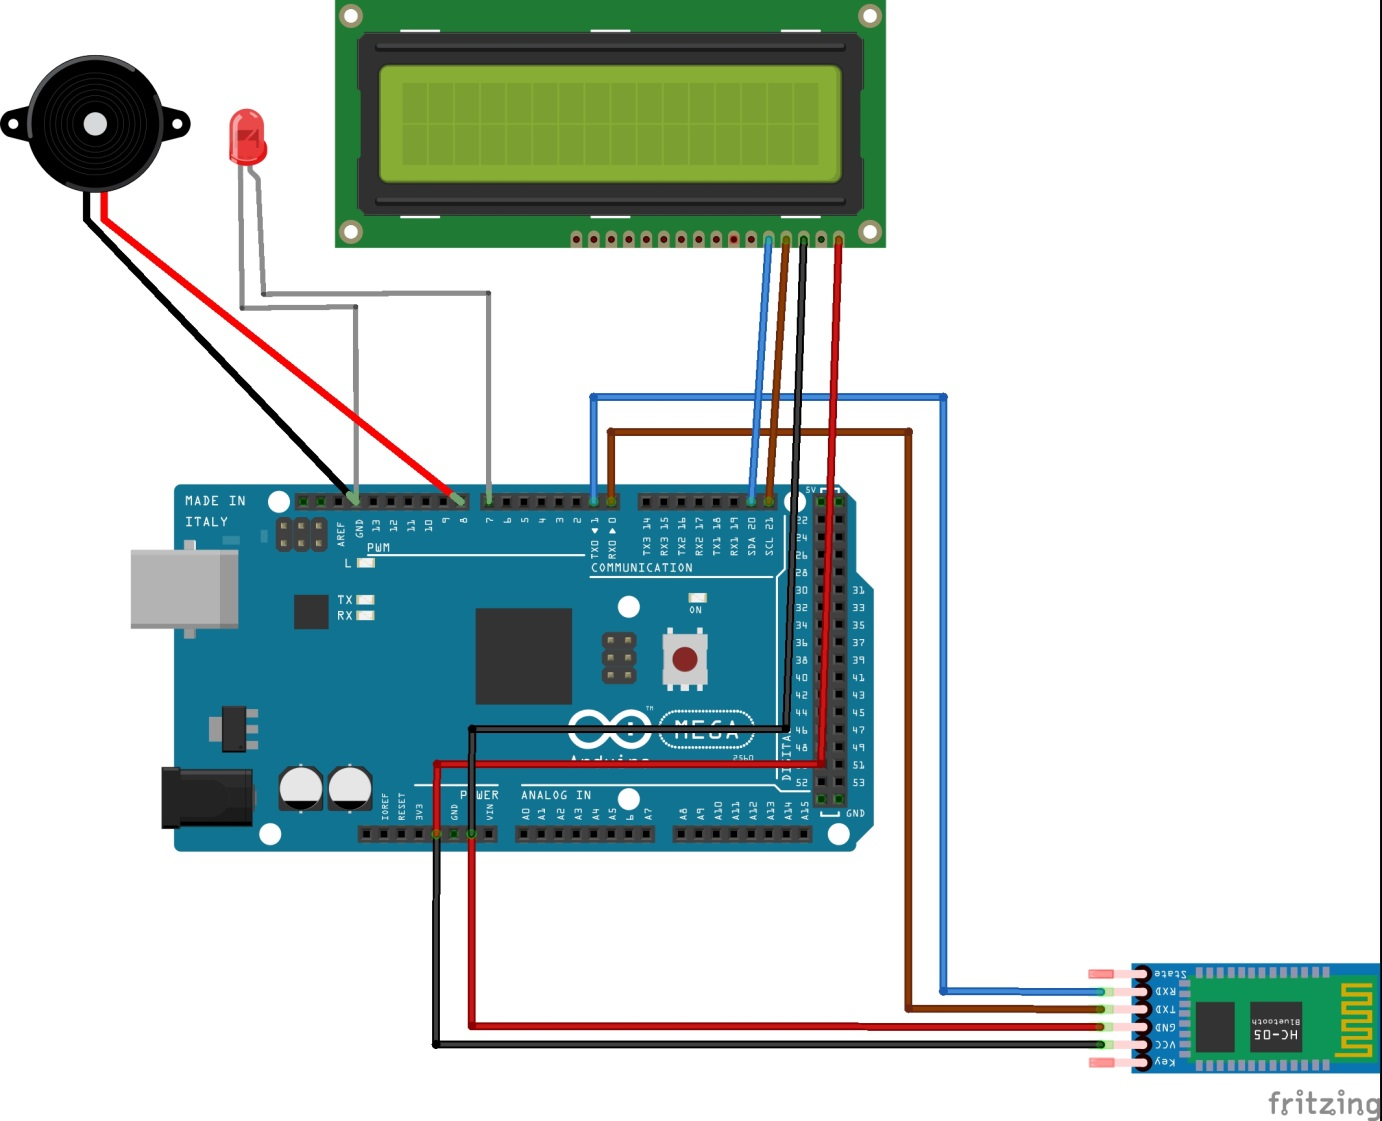 MADE IN
ITALY
AREF
GND
13
12
11
10
9
8
7
6
5
4
3
2
TX0 ◀ 1
RX0 ▶ 0
TX3 14
RX3 15
TX2 16
RX2 17
TX1 18
RX1 19
SDA 20
SCL 21
PWM
COMMUNICATION
L
TX
RX
ON
5V
22
24
26
28
30 31
32 33
34 35
36 37
38 39
40 41
42 43
44 45
46 47
48 49
51
52 53
GND
MEGA
TM
2560
Arduino
POWER
ANALOG IN
IOREF
RESET
3V3
GND
VIN
A0
A1
A2
A3
A4
A5
6
A7
A8
A9
A10
A11
A12
A13
A14
A15
State
RXD
TXD
GND
VCC
Key
HC-05
Bluetooth
fritzing